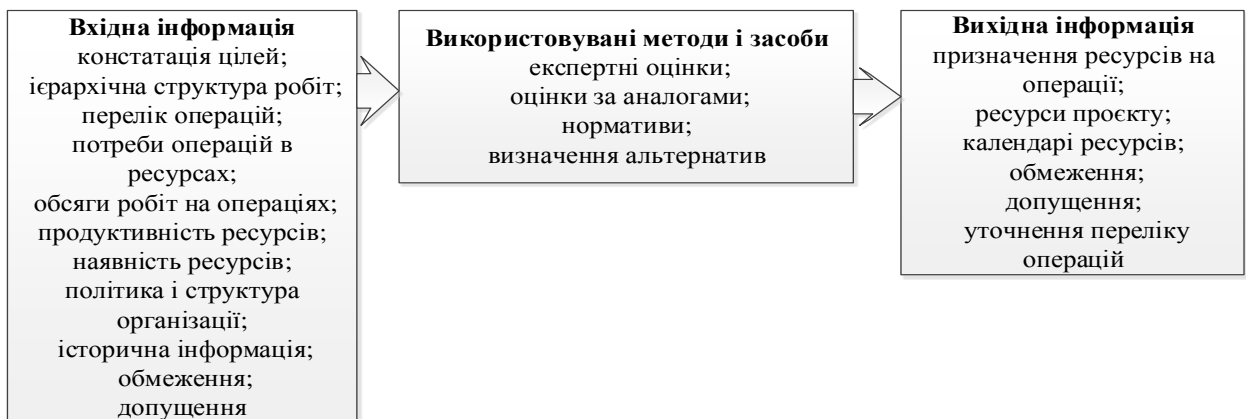 Вхідна інформація
констатація цілей;
ієрархічна структура робіт;
перелік операцій;
потреби операцій в
ресурсах;
обсяги робіт на операціях;
продуктивність ресурсів;
наявність ресурсів;
політика і структура
організації;
історична інформація;
обмеження;
допущення
Використовувані методи і засоби
експертні оцінки;
оцінки за аналогами;
нормативи;
визначення альтернатив
Вихідна інформація
призначення ресурсів на
операції;
ресурси проєкту;
календарі ресурсів;
обмеження;
допущення;
уточнення переліку
операцій